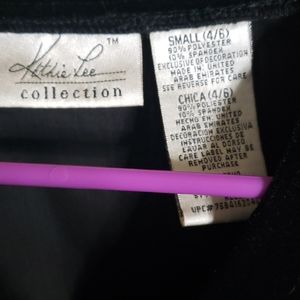 Kathie Lee
™
collection
SMALL (4/6)
90% POLYESTER
10% SPANDEX
EXCLUSIVE OF DECORATION
MADE IN UNITED
ARAB EMIRATES
SEE REVERSE FOR CARE
CHICA (4/6)
90% POLIESTER
10% SPANDEX
HECHO EN UNITED
ARAB EMIRATES
DECORACION EXCLUSIVA
INSTRUCCIONES DE
LAVAR AL DORSO
CARE LABEL MAY BE
REMOVED AFTER
PURCHASE
UPC#